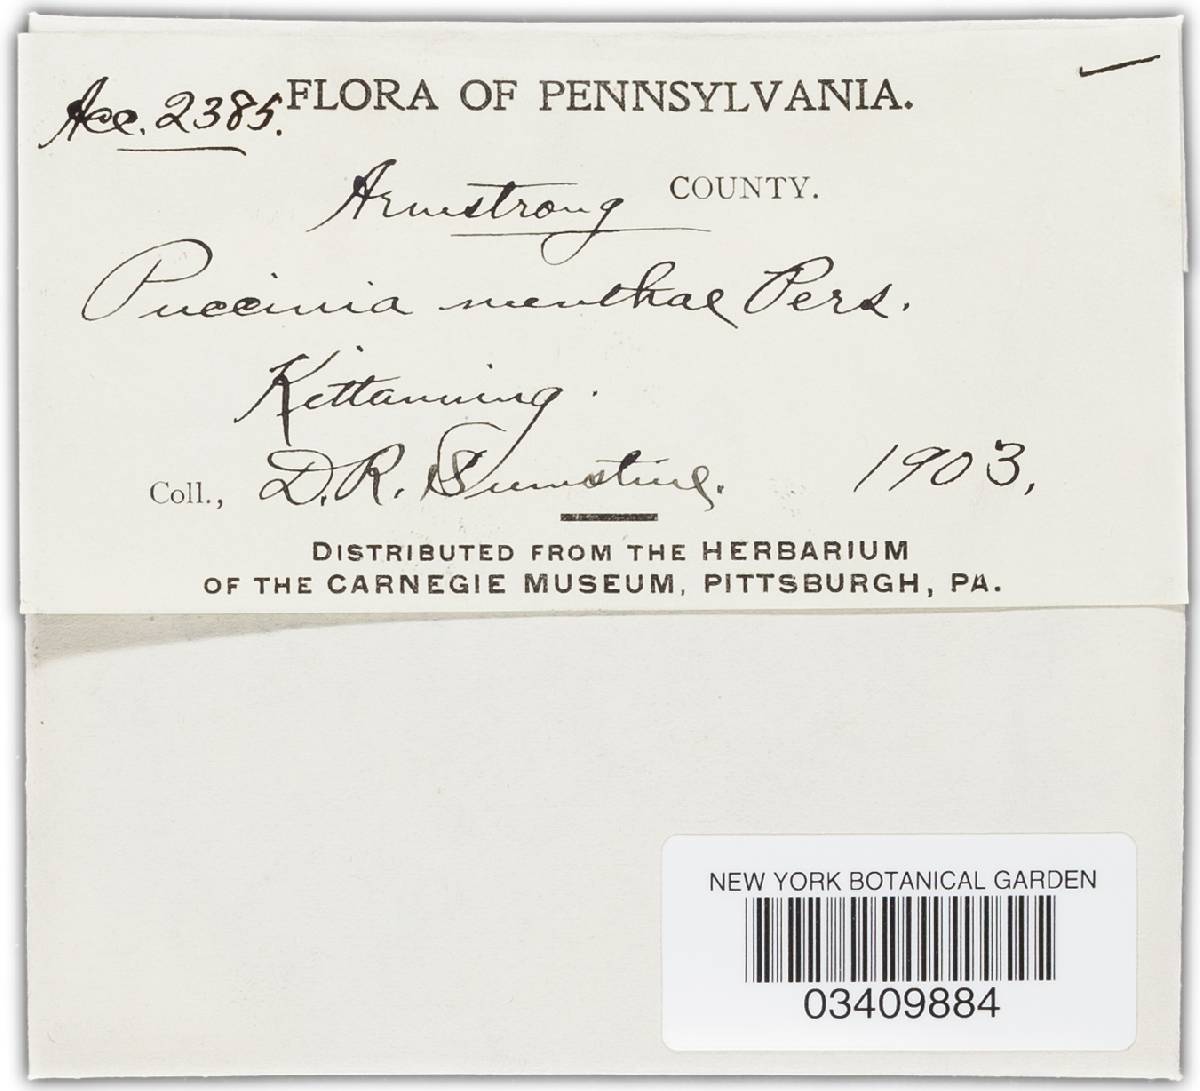 Acc. 2385. FLORA OF PENNSYLVANIA.
Armstrong COUNTY.
Puccinia menthae Pers.
Kittanning.
Coll., D. R. Sumstine. 1903,
DISTRIBUTED FROM THE HERBARIUM
OF THE CARNEGIE MUSEUM, PITTSBURGH, PA.
NEW YORK BOTANICAL GARDEN
03409884